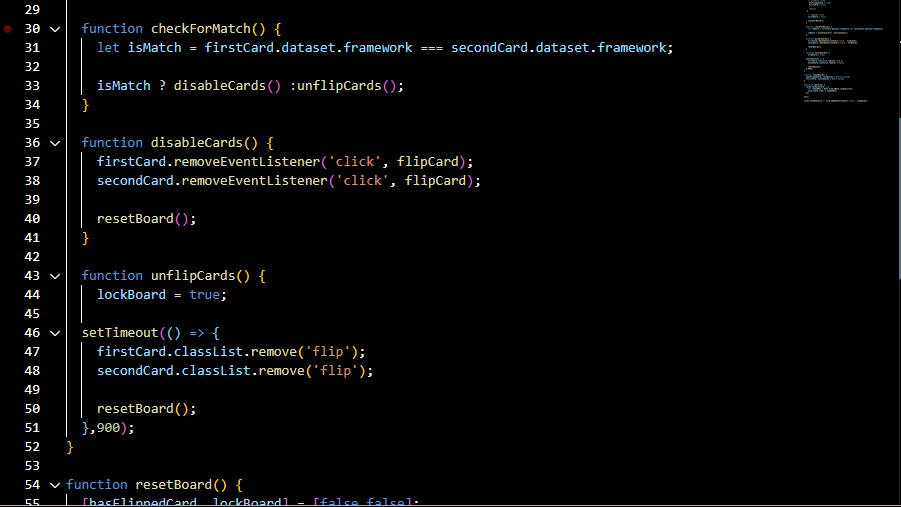 29
30 function checkForMatch() {
31 let isMatch = firstCard.dataset.framework === secondCard.dataset.framework;
32
33 isMatch ? disableCards() :unflipCards();
34 }
35
36 function disableCards() {
37 firstCard.removeEventListener('click', flipCard);
38 secondCard.removeEventListener('click', flipCard);
39
40 resetBoard();
41 }
42
43 function unflipCards() {
44 lockBoard = true;
45
46 setTimeout(() => {
47 firstCard.classList.remove('flip');
48 secondCard.classList.remove('flip');
49
50 resetBoard();
51 },900);
52 }
53
54 function resetBoard() {
55 [hasFlippedCard, lockBoard] = [false,false];